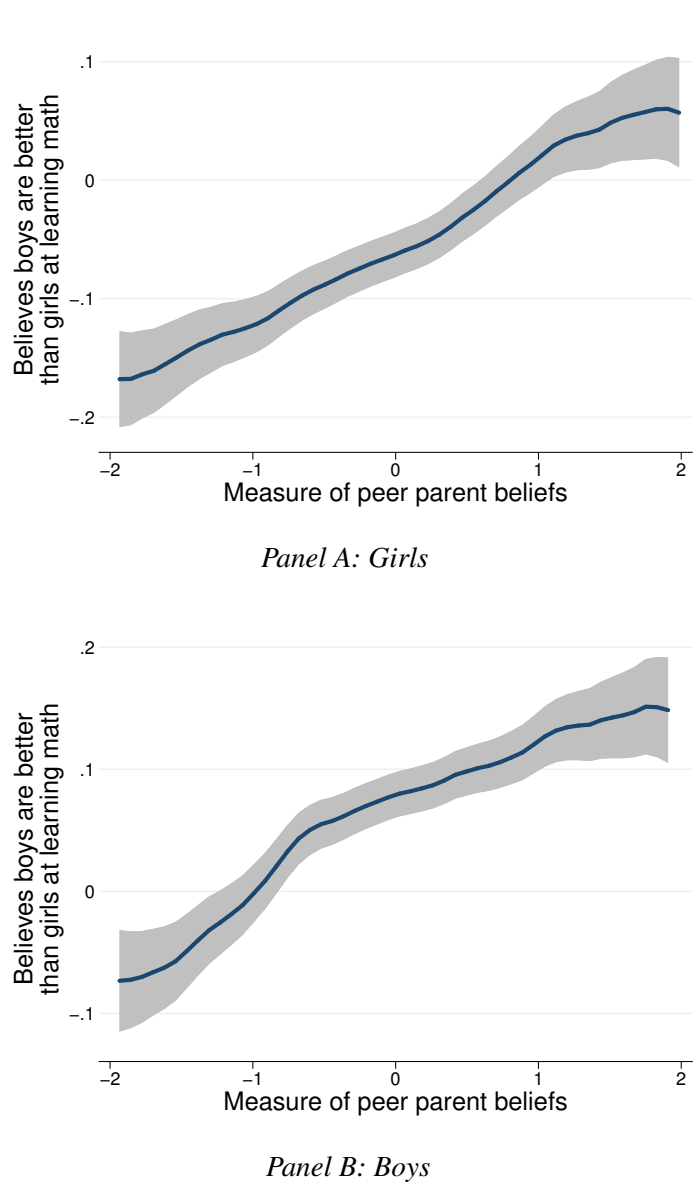 Believes boys are better
than girls at learning math
.1
0
−.1
−.2
−2
−1
0
1
2
Measure of peer parent beliefs
Panel A: Girls
Believes boys are better
than girls at learning math
.2
.1
0
−.1
−2
−1
0
1
2
Measure of peer parent beliefs
Panel B: Boys